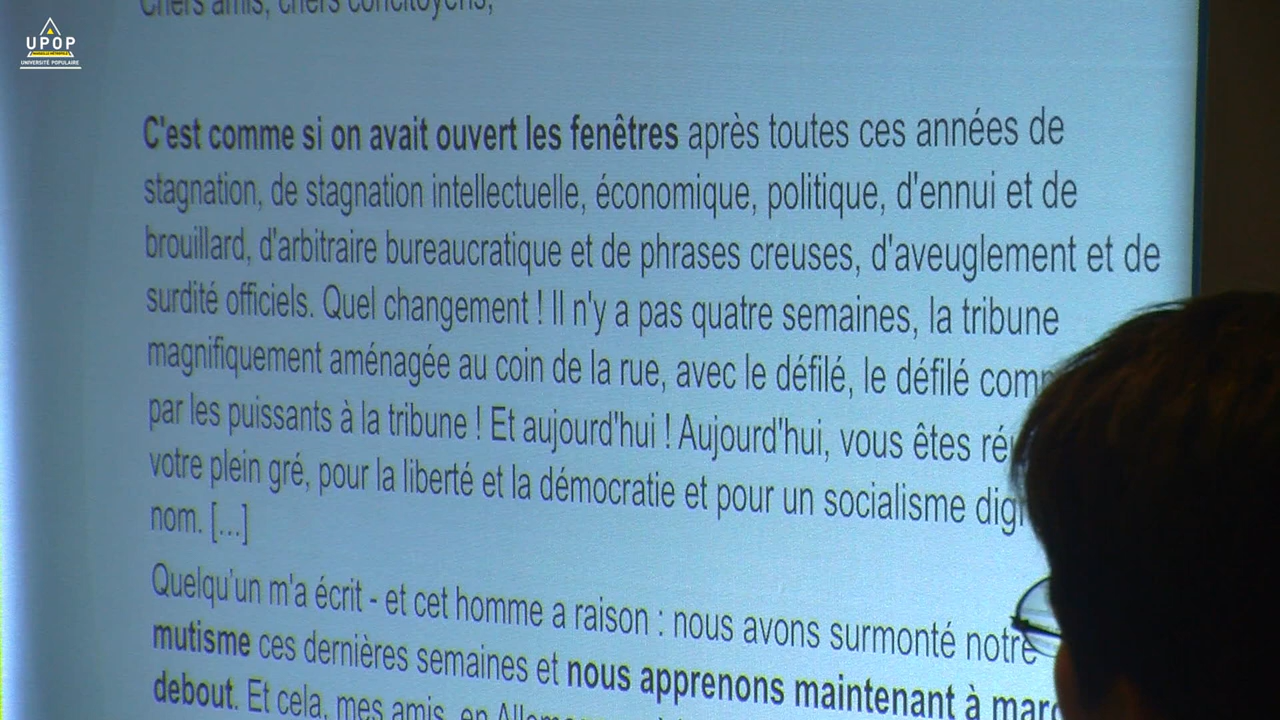 UPOP
UNIVERSITÉ POPULAIRE
Chers amis, chers concitoyens,
C'est comme si on avait ouvert les fenêtres après toutes ces années de
stagnation, de stagnation intellectuelle, économique, politique, d'ennui et de
brouillard, d'arbitraire bureaucratique et de phrases creuses, d'aveuglement et de
surdité officiels. Quel changement ! Il n'y a pas quatre semaines, la tribune
magnifiquement aménagée au coin de la rue, avec le défilé, le défilé
par les puissants à la tribune ! Et aujourd'hui ! Aujourd'hui, vous êtes
votre plein gré, pour la liberté et la démocratie et pour un socialisme
nom. [...]
Quelqu'un m'a écrit - et cet homme a raison : nous avons surmonté notre
mutisme ces dernières semaines et nous apprenons maintenant à
debout. Et cela, mes amis, en